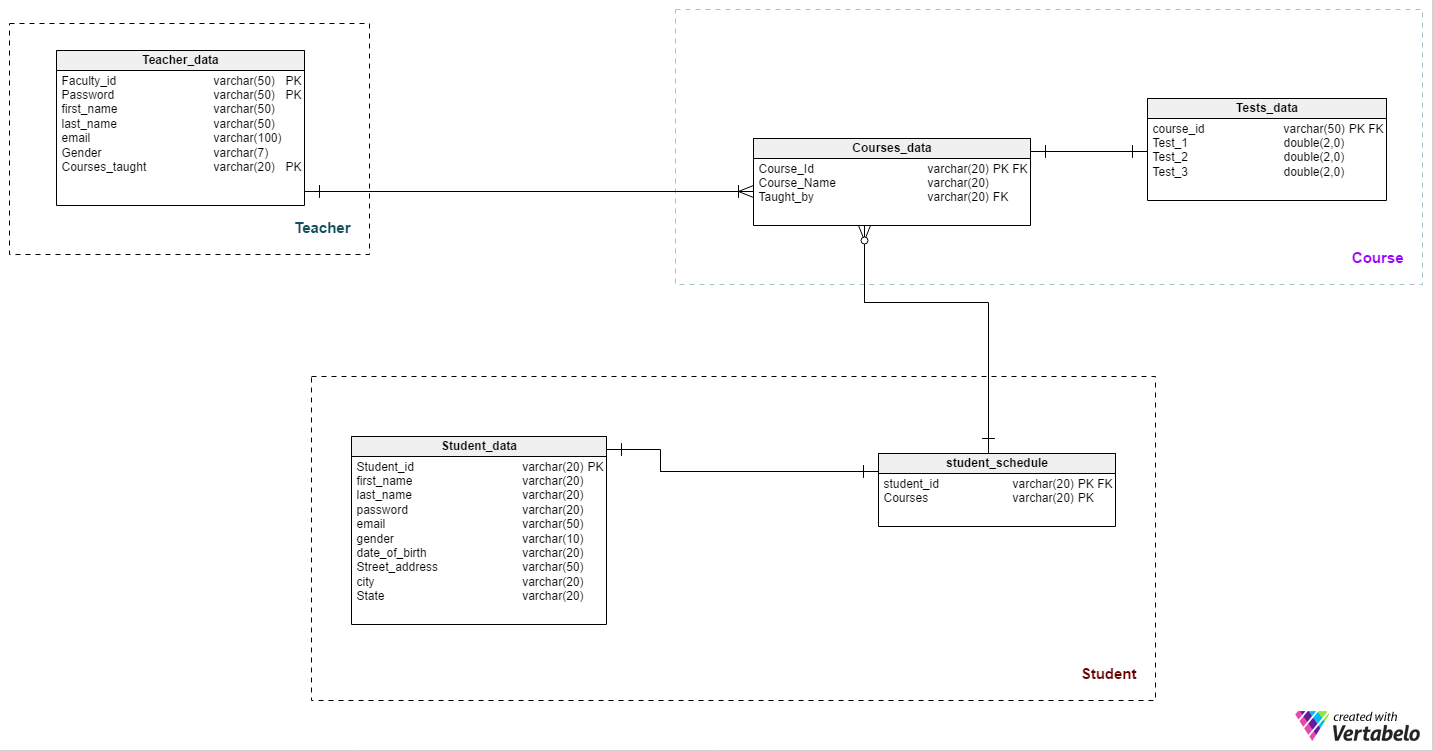 Teacher_data
Faculty_id varchar(50) PK
Password varchar(50) PK
first_name varchar(50)
last_name varchar(50)
email varchar(100)
Gender varchar(7)
Courses_taught varchar(20) PK
Teacher
Courses_data
Course_Id varchar(20) PK FK
Course_Name varchar(20)
Taught_by varchar(20) FK
Tests_data
course_id varchar(50) PK FK
Test_1 double(2,0)
Test_2 double(2,0)
Test_3 double(2,0)
Course
Student_data
Student_id varchar(20) PK
first_name varchar(20)
last_name varchar(20)
password varchar(20)
email varchar(50)
gender varchar(10)
date_of_birth varchar(20)
Street_address varchar(50)
city varchar(20)
State varchar(20)
student_schedule
student_id varchar(20) PK FK
Courses varchar(20) PK
Student
created with
Vertabelo